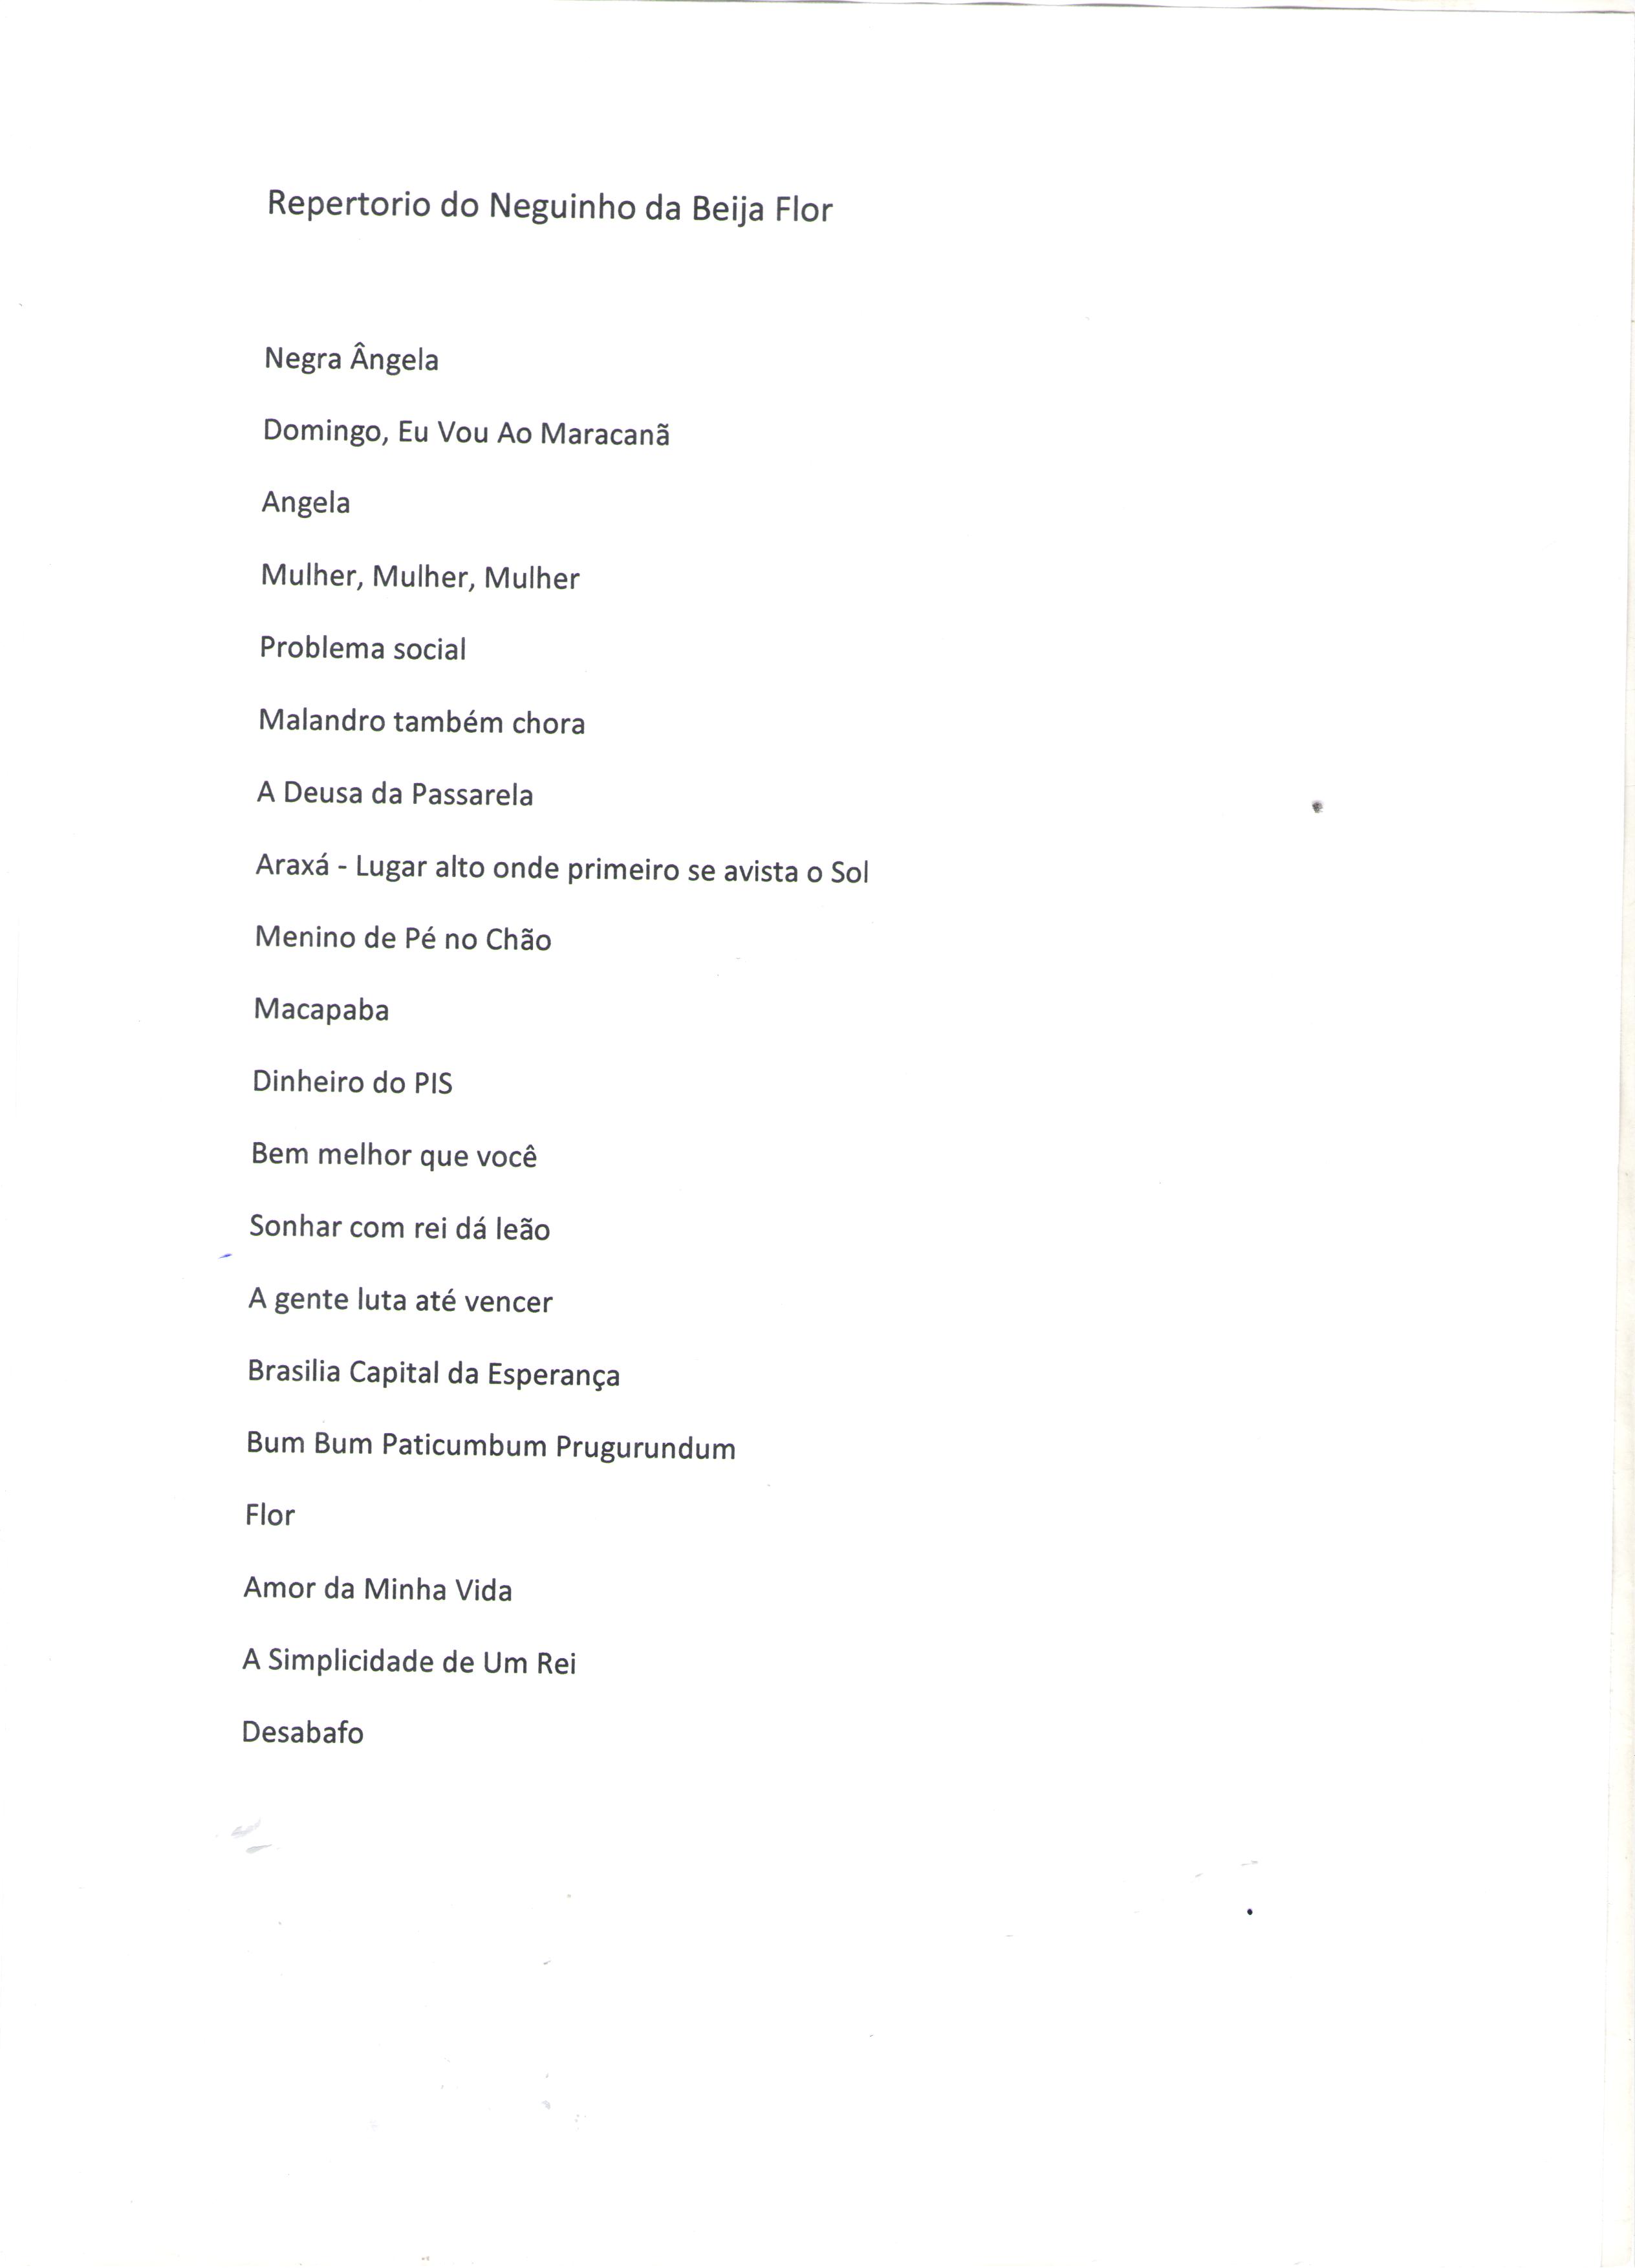 Repertorio do Neguinho da Beija Flor
Negra Ângela
Domingo, Eu Vou Ao Maracanã
Angela
Mulher, Mulher, Mulher
Problema social
Malandro também chora
A Deusa da Passarela
Araxá - Lugar alto onde primeiro se avista o Sol
Menino de Pé no Chão
Macapaba
Dinheiro do PIS
Bem melhor que você
Sonhar com rei dá leão
A gente luta até vencer
Brasilia Capital da Esperança
Bum Bum Paticumbum Prugurundum
Flor
Amor da Minha Vida
A Simplicidade de Um Rei
Desabafo